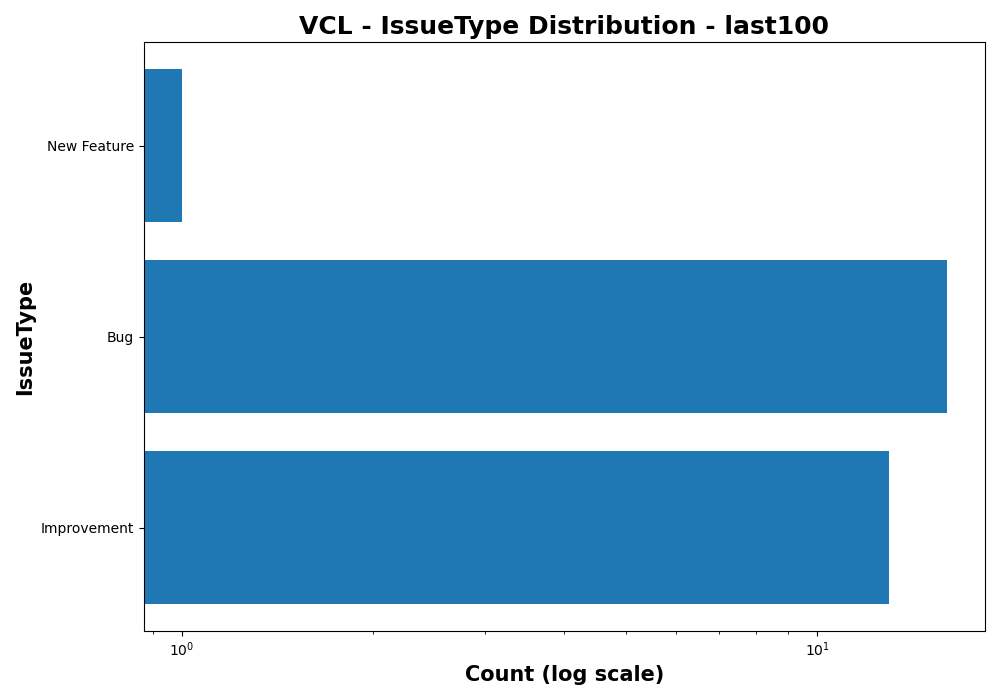 VCL - IssueType Distribution - last100
IssueType
New Feature
Bug
Improvement
10⁰
10¹
Count (log scale)